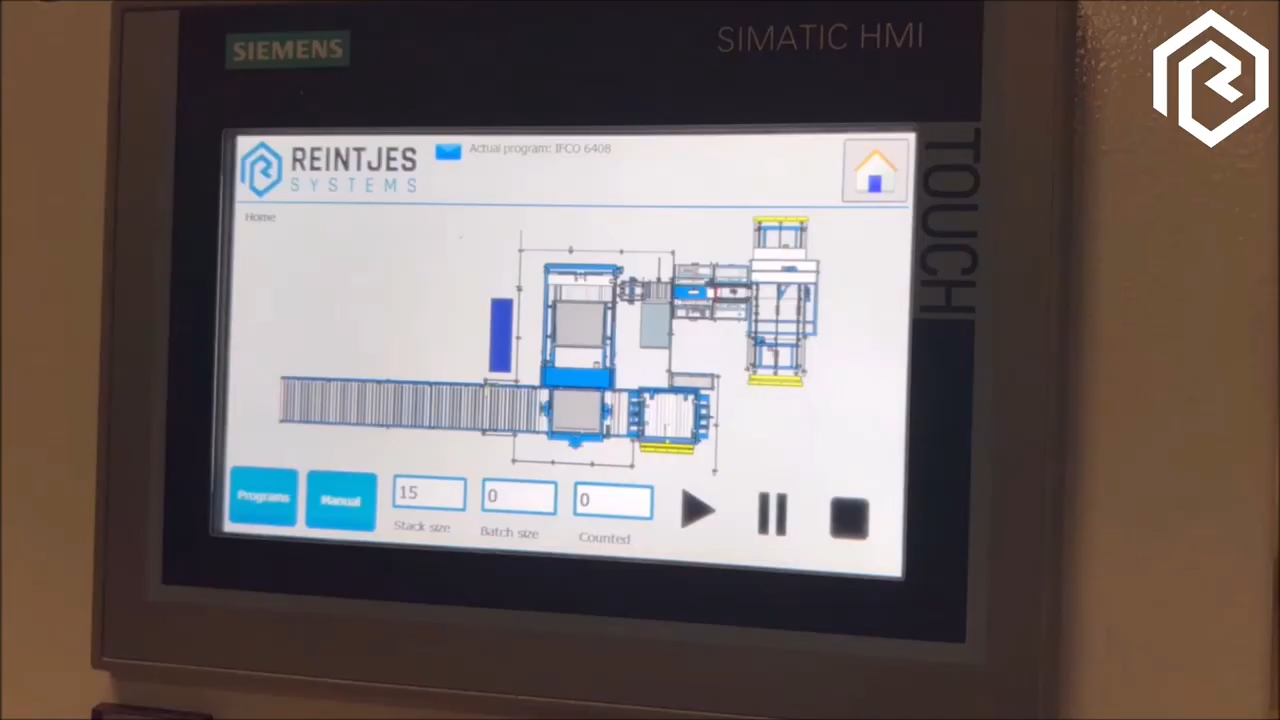 SIEMENS
SIMATIC HMI
TOUCH
REINTJES
SYSTEMS
Actual program: IFCO 6408
Home
Programs
Manual
15
0
0
Stack size
Batch size
Counted